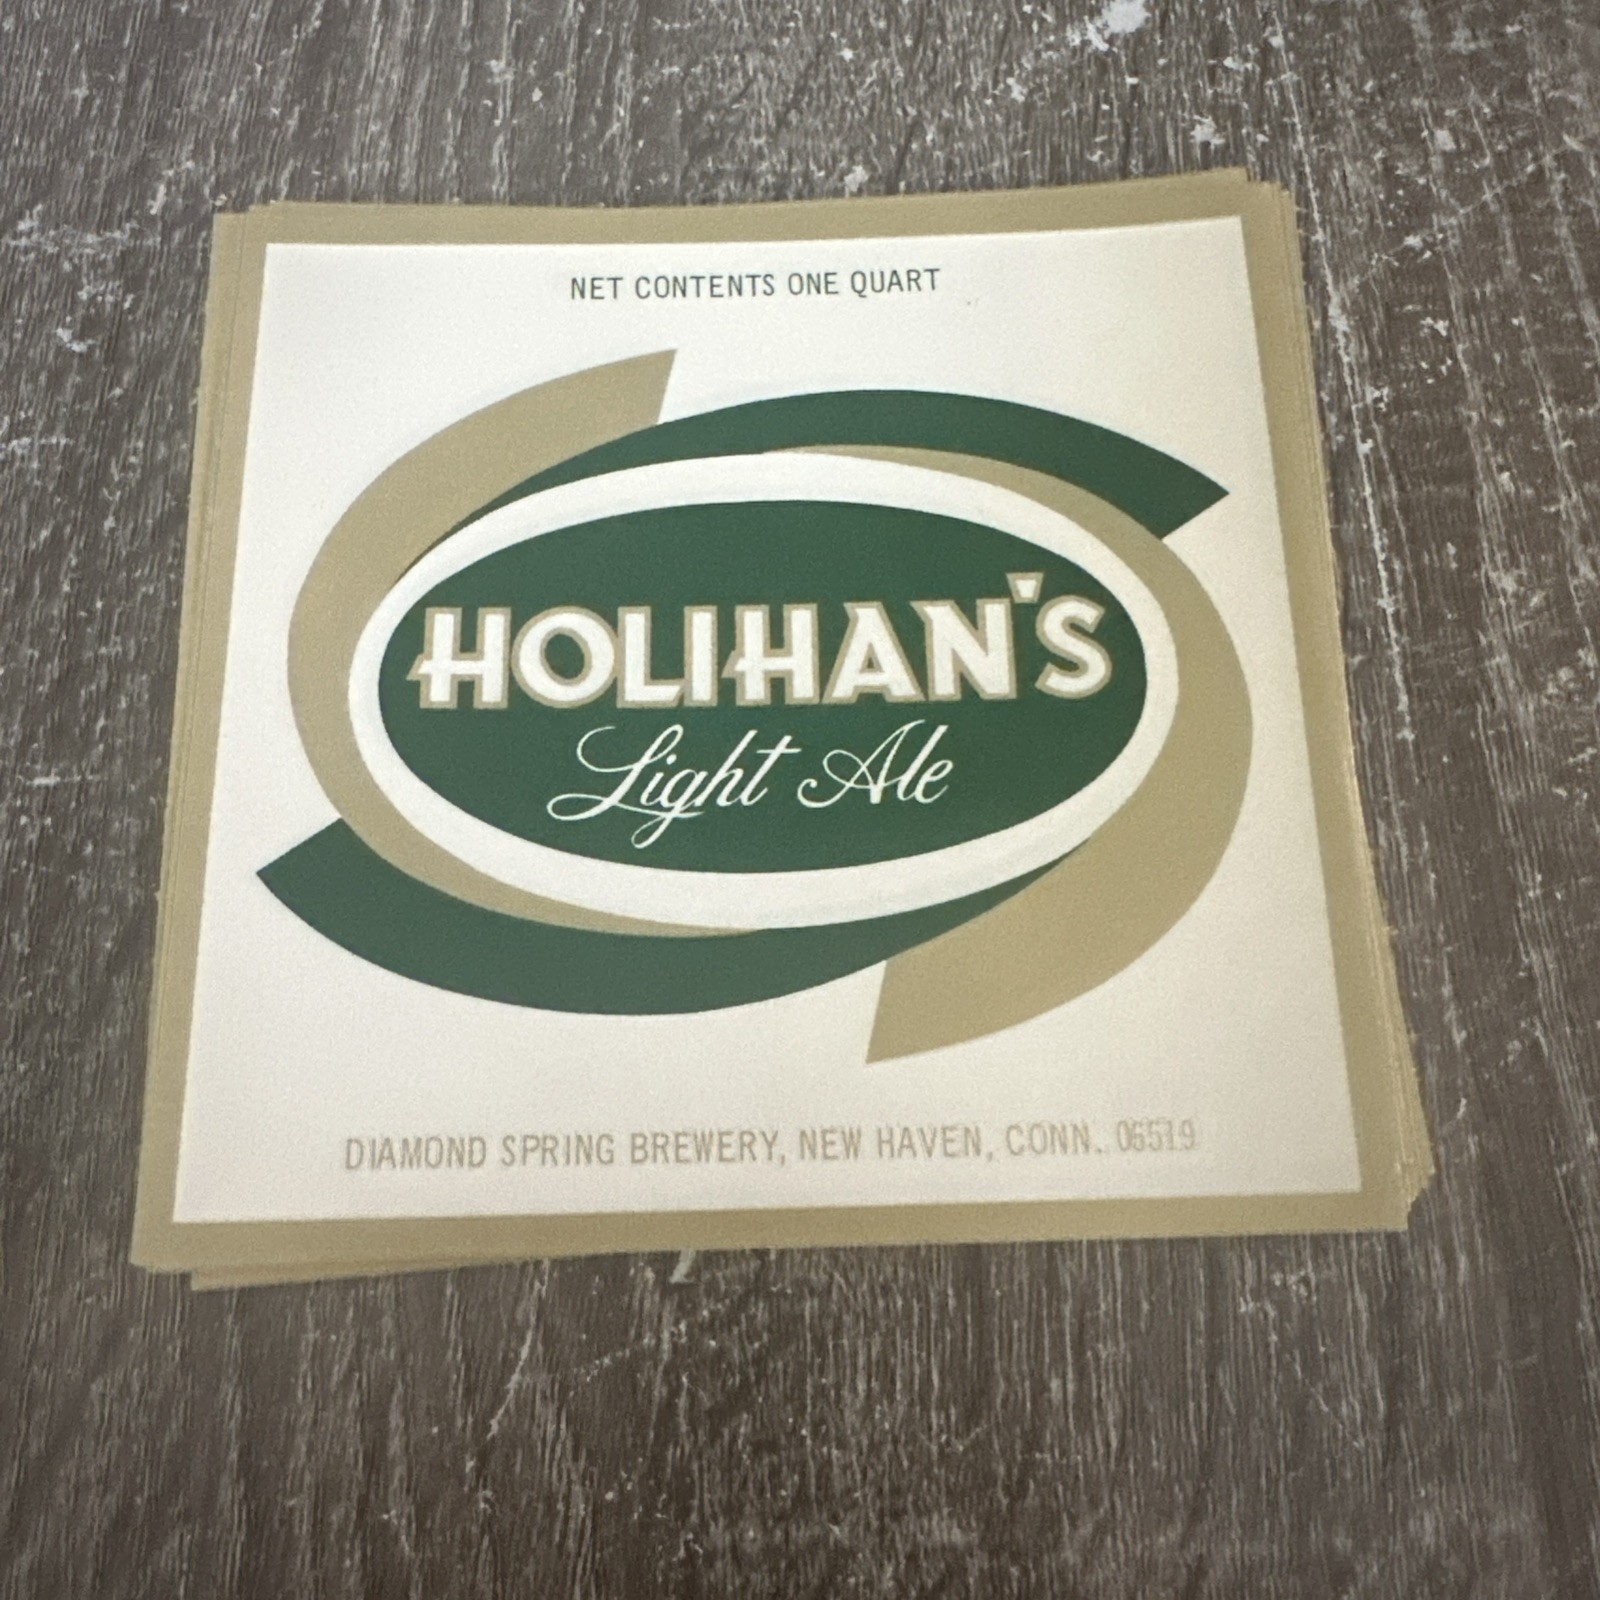 NET CONTENTS ONE QUART
HOLIHAN'S
Light Ale
DIAMOND SPRING BREWERY, NEW HAVEN, CONN. 06519